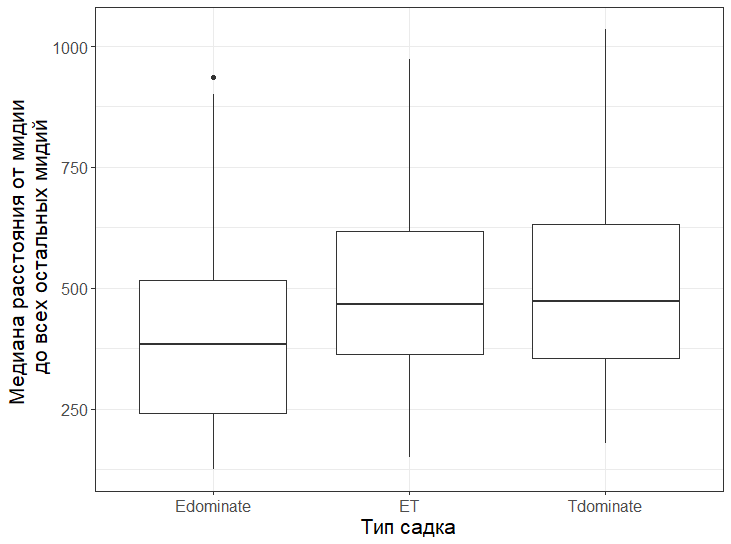 Медиана расстояния от мидии
до всех остальных мидий
1000
750
500
250
Edominate
ET
Tdominate
Тип садка